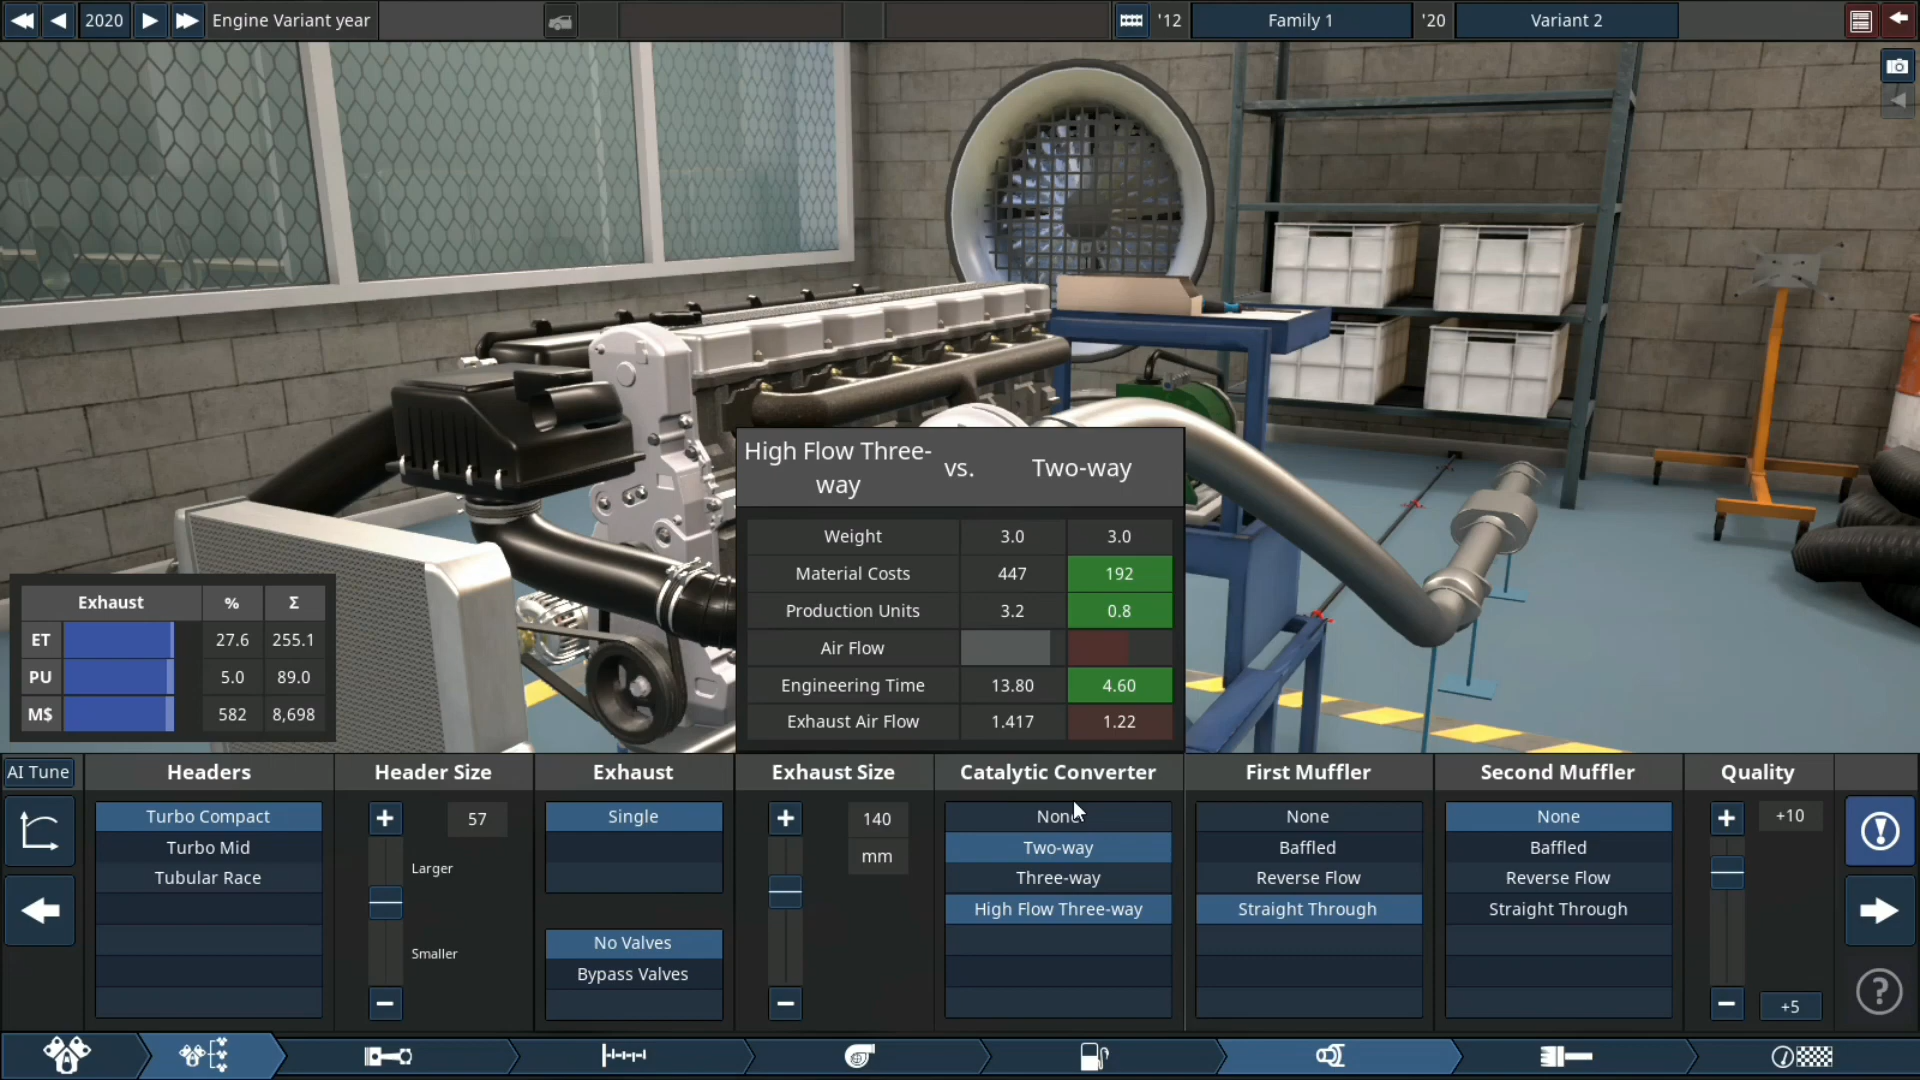 2020
Engine Variant year
'12
Family 1
'20
Variant 2
High Flow Three-
way
vs.
Two-way
Weight 3.0 3.0
Material Costs 447 192
Production Units 3.2 0.8
Air Flow
Engineering Time 13.80 4.60
Exhaust Air Flow 1.417 1.22
Exhaust % Σ
ET 27.6 255.1
PU 5.0 89.0
M$ 582 8,698
AI Tune
Headers
Turbo Compact
Turbo Mid
Tubular Race
Header Size
57
Larger
Smaller
Exhaust
Single
No Valves
Bypass Valves
Exhaust Size
140
mm
Catalytic Converter
None
Two-way
Three-way
High Flow Three-way
First Muffler
None
Baffled
Reverse Flow
Straight Through
Second Muffler
None
Baffled
Reverse Flow
Straight Through
Quality
+10
+5